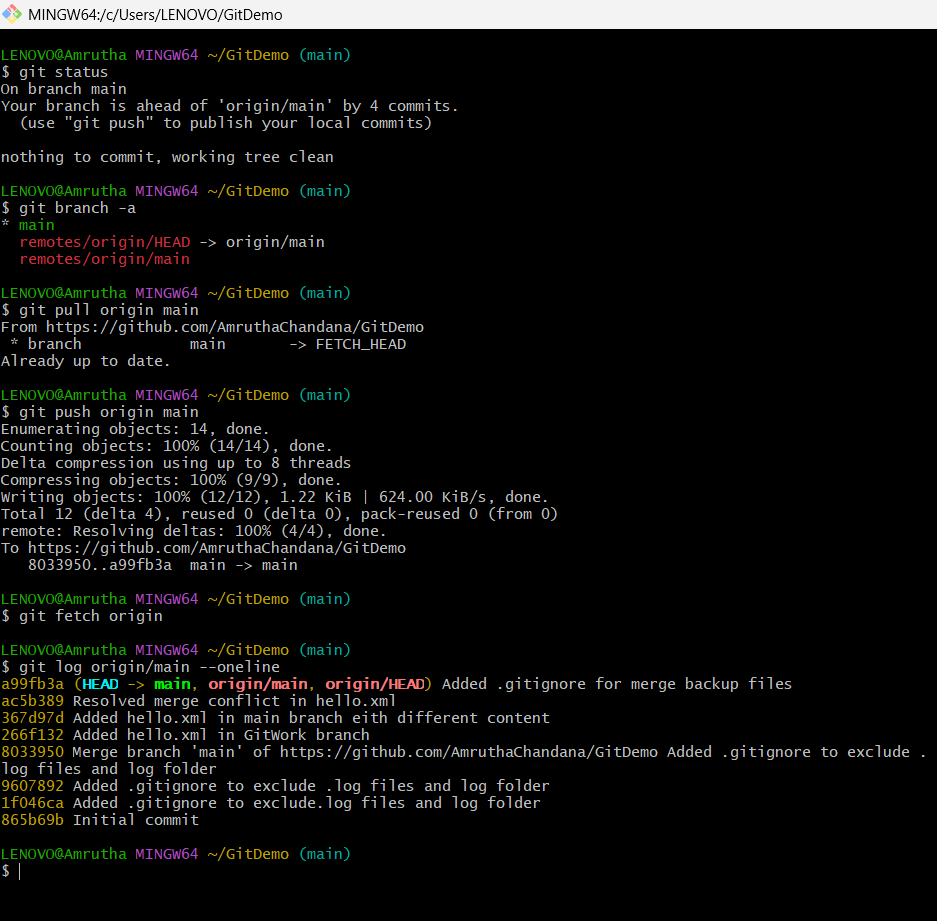 MINGW64:/c/Users/LENOVO/GitDemo
LENOVO@Amrutha MINGW64 ~/GitDemo (main)
$ git status
On branch main
Your branch is ahead of 'origin/main' by 4 commits.
  (use "git push" to publish your local commits)
nothing to commit, working tree clean
LENOVO@Amrutha MINGW64 ~/GitDemo (main)
$ git branch -a
* main
  remotes/origin/HEAD -> origin/main
  remotes/origin/main
LENOVO@Amrutha MINGW64 ~/GitDemo (main)
$ git pull origin main
From https://github.com/AmruthaChandana/GitDemo
 * branch            main       -> FETCH_HEAD
Already up to date.
LENOVO@Amrutha MINGW64 ~/GitDemo (main)
$ git push origin main
Enumerating objects: 14, done.
Counting objects: 100% (14/14), done.
Delta compression using up to 8 threads
Compressing objects: 100% (9/9), done.
Writing objects: 100% (12/12), 1.22 KiB | 624.00 KiB/s, done.
Total 12 (delta 4), reused 0 (delta 0), pack-reused 0 (from 0)
remote: Resolving deltas: 100% (4/4), done.
To https://github.com/AmruthaChandana/GitDemo
   8033950..a99fb3a  main -> main
LENOVO@Amrutha MINGW64 ~/GitDemo (main)
$ git fetch origin
LENOVO@Amrutha MINGW64 ~/GitDemo (main)
$ git log origin/main --oneline
a99fb3a (HEAD -> main, origin/main, origin/HEAD) Added .gitignore for merge backup files
ac5b389 Resolved merge conflict in hello.xml
367d97d Added hello.xml in main branch eith different content
266f132 Added hello.xml in GitWork branch
8033950 Merge branch 'main' of https://github.com/AmruthaChandana/GitDemo Added .gitignore to exclude .
log files and log folder
9607892 Added .gitignore to exclude .log files and log folder
1f046ca Added .gitignore to exclude.log files and log folder
865b69b Initial commit
LENOVO@Amrutha MINGW64 ~/GitDemo (main)
$